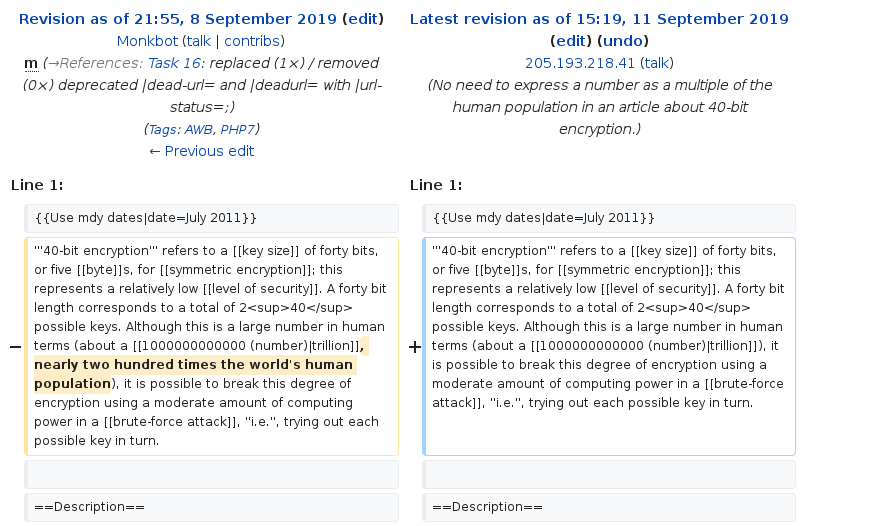 Revision as of 21:55, 8 September 2019 (edit)
Monkbot (talk | contribs)
m (→References: Task 16: replaced (1×) / removed
(0×) deprecated |dead-url= and |deadurl= with |url-
status=;)
(Tags: AWB, PHP7)
← Previous edit
Latest revision as of 15:19, 11 September 2019
(edit) (undo)
205.193.218.41 (talk)
(No need to express a number as a multiple of the
human population in an article about 40-bit
encryption.)
Line 1:
{{Use mdy dates|date=July 2011}}
−
'''40-bit encryption''' refers to a [[key size]] of forty bits,
or five [[byte]]s, for [[symmetric encryption]]; this
represents a relatively low [[level of security]]. A forty bit
length corresponds to a total of 2<sup>40</sup>
possible keys. Although this is a large number in human
terms (about a [[1000000000000 (number)|trillion]],
nearly two hundred times the world's human
population), it is possible to break this degree of
encryption using a moderate amount of computing
power in a [[brute-force attack]], ''i.e.'', trying out each
possible key in turn.
==Description==
Line 1:
{{Use mdy dates|date=July 2011}}
+
'''40-bit encryption''' refers to a [[key size]] of forty bits,
or five [[byte]]s, for [[symmetric encryption]]; this
represents a relatively low [[level of security]]. A forty bit
length corresponds to a total of 2<sup>40</sup>
possible keys. Although this is a large number in human
terms (about a [[1000000000000 (number)|trillion]]), it
is possible to break this degree of encryption using a
moderate amount of computing power in a [[brute-force
attack]], ''i.e.'', trying out each possible key in turn.
==Description==